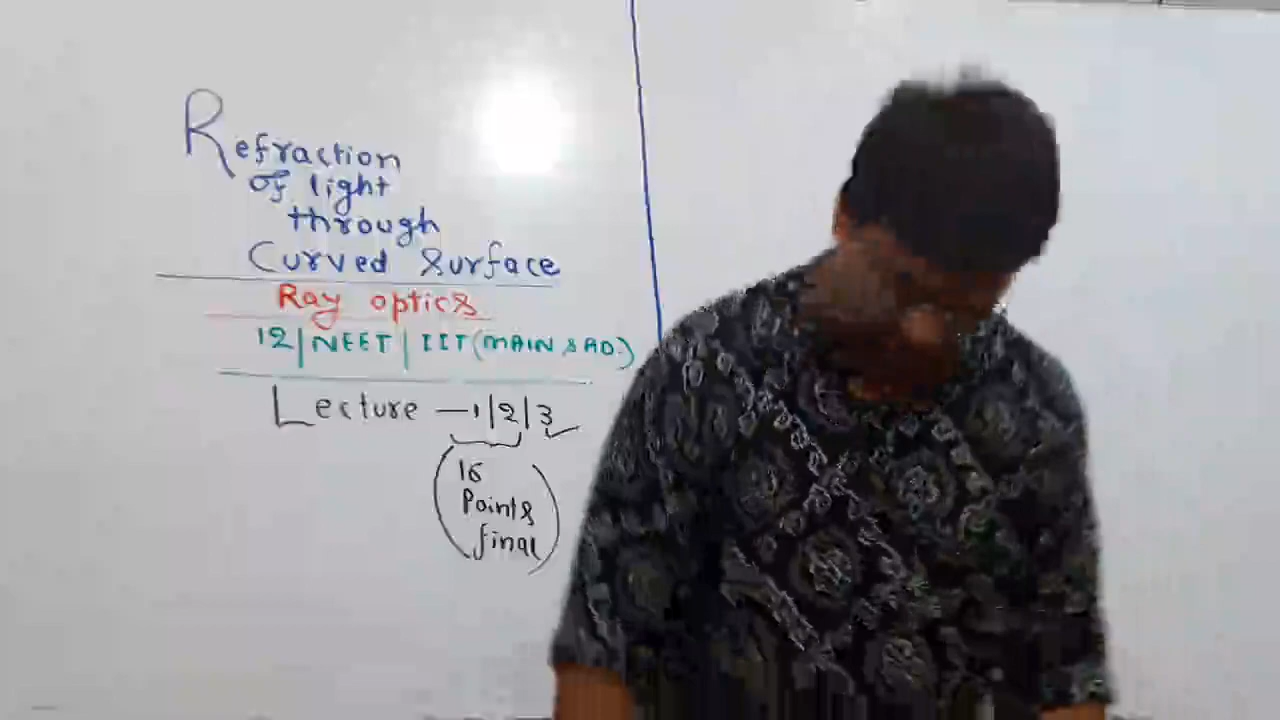 Refraction
of light
through
Curved Surface
Ray optics
12 | NEET | IIT (MAIN & AD.)
Lecture — 1 | 2 | 3 ✓
16
Points
final